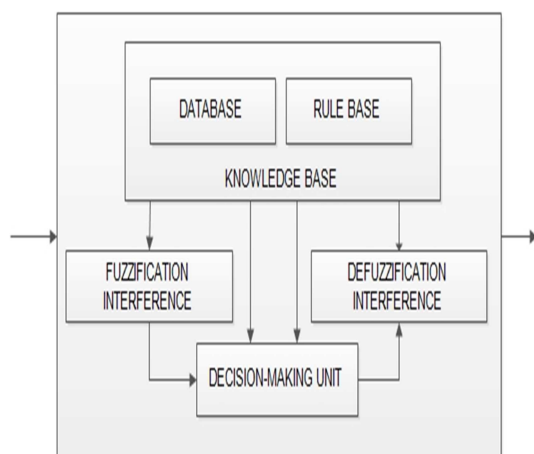 DATABASE
RULE BASE
KNOWLEDGE BASE
FUZZIFICATION
INTERFERENCE
DEFUZZIFICATION
INTERFERENCE
DECISION-MAKING UNIT